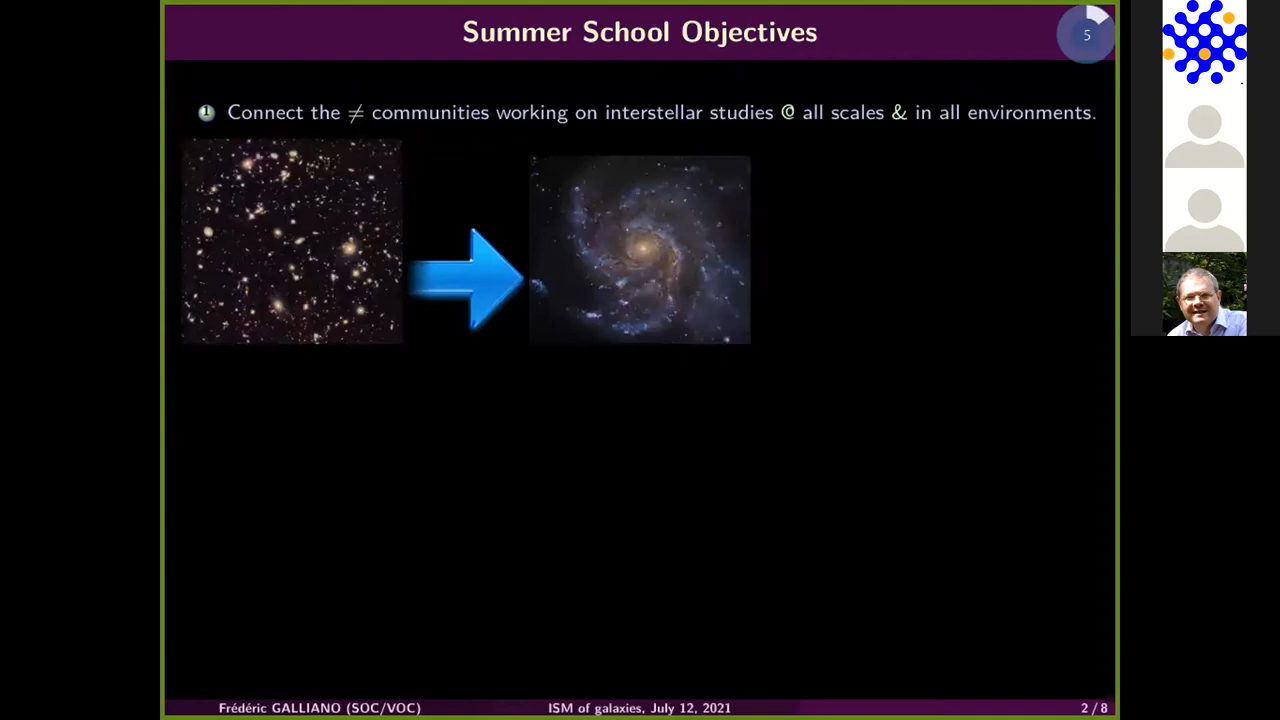 Summer School Objectives
5
1 Connect the ≠ communities working on interstellar studies @ all scales & in all environments.
Frédéric GALLIANO (SOC/VOC) ISM of galaxies, July 12, 2021 2 / 8